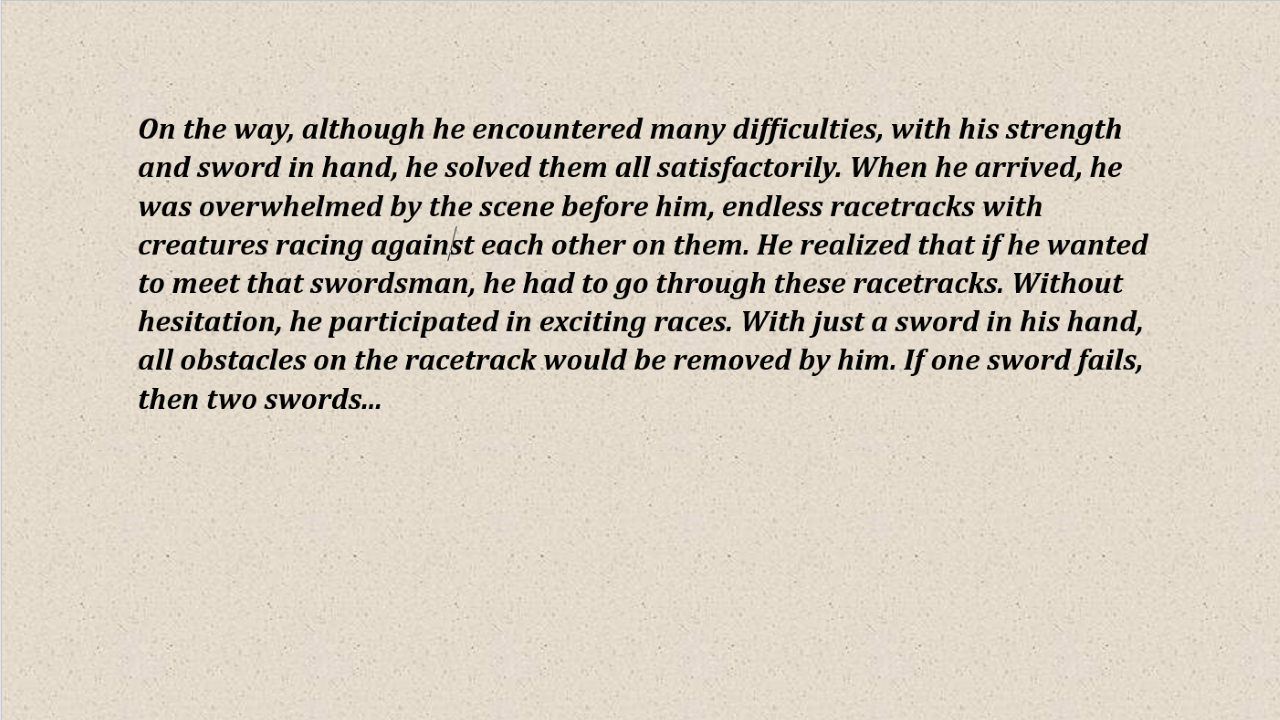 On the way, although he encountered many difficulties, with his strength
and sword in hand, he solved them all satisfactorily. When he arrived, he
was overwhelmed by the scene before him, endless racetracks with
creatures racing against each other on them. He realized that if he wanted
to meet that swordsman, he had to go through these racetracks. Without
hesitation, he participated in exciting races. With just a sword in his hand,
all obstacles on the racetrack would be removed by him. If one sword fails,
then two swords...